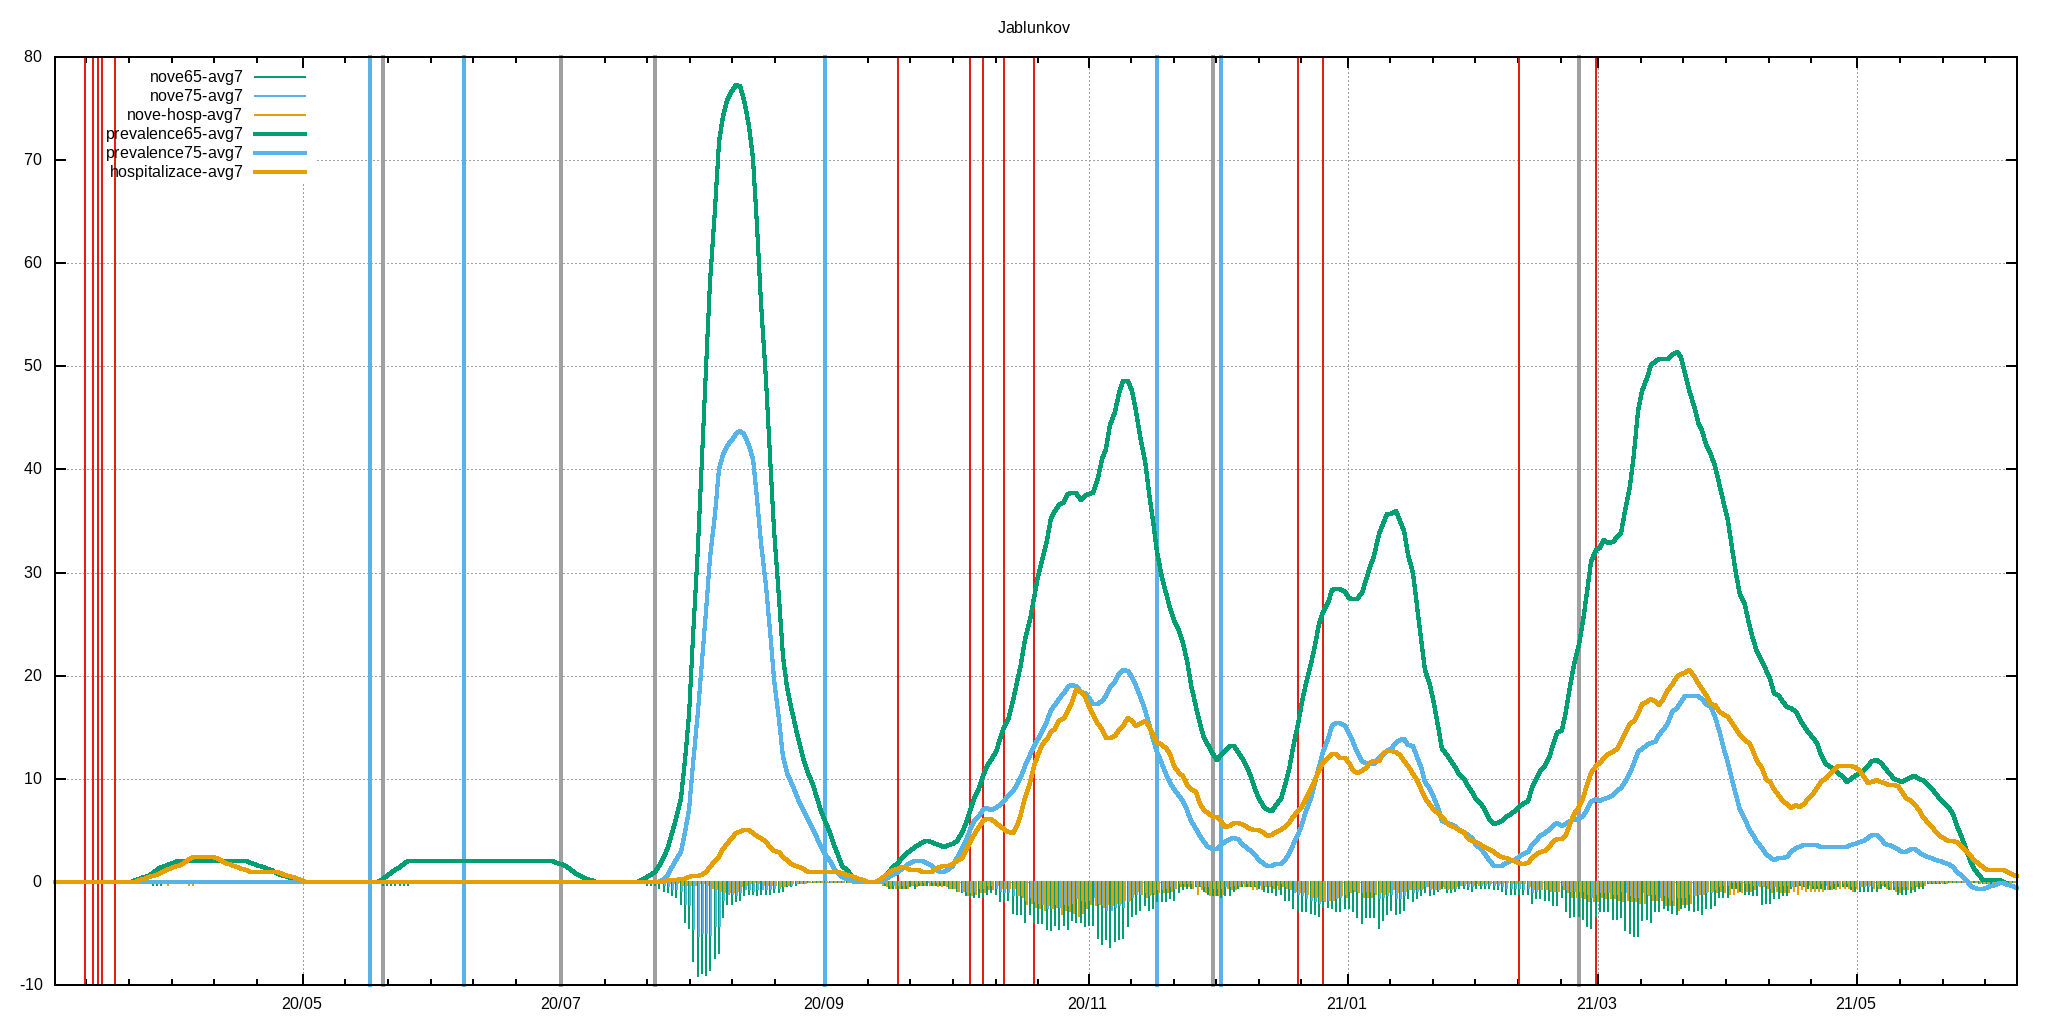 Jablunkov
80
nove65-avg7
nove75-avg7
nove-hosp-avg7
prevalence65-avg7
prevalence75-avg7
hospitalizace-avg7
70
60
50
40
30
20
10
0
-10
20/05 20/07 20/09 20/11 21/01 21/03 21/05